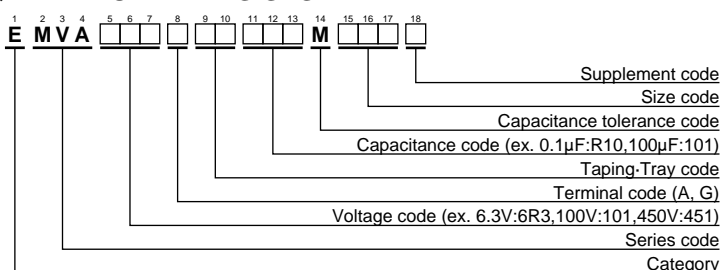 1 2 3 4 5 6 7 8 9 10 11 12 13 14 15 16 17 18
E M V A M
Supplement code
Size code
Capacitance tolerance code
Capacitance code (ex. 0.1μF:R10,100μF:101)
Taping·Tray code
Terminal code (A, G)
Voltage code (ex. 6.3V:6R3,100V:101,450V:451)
Series code
Category